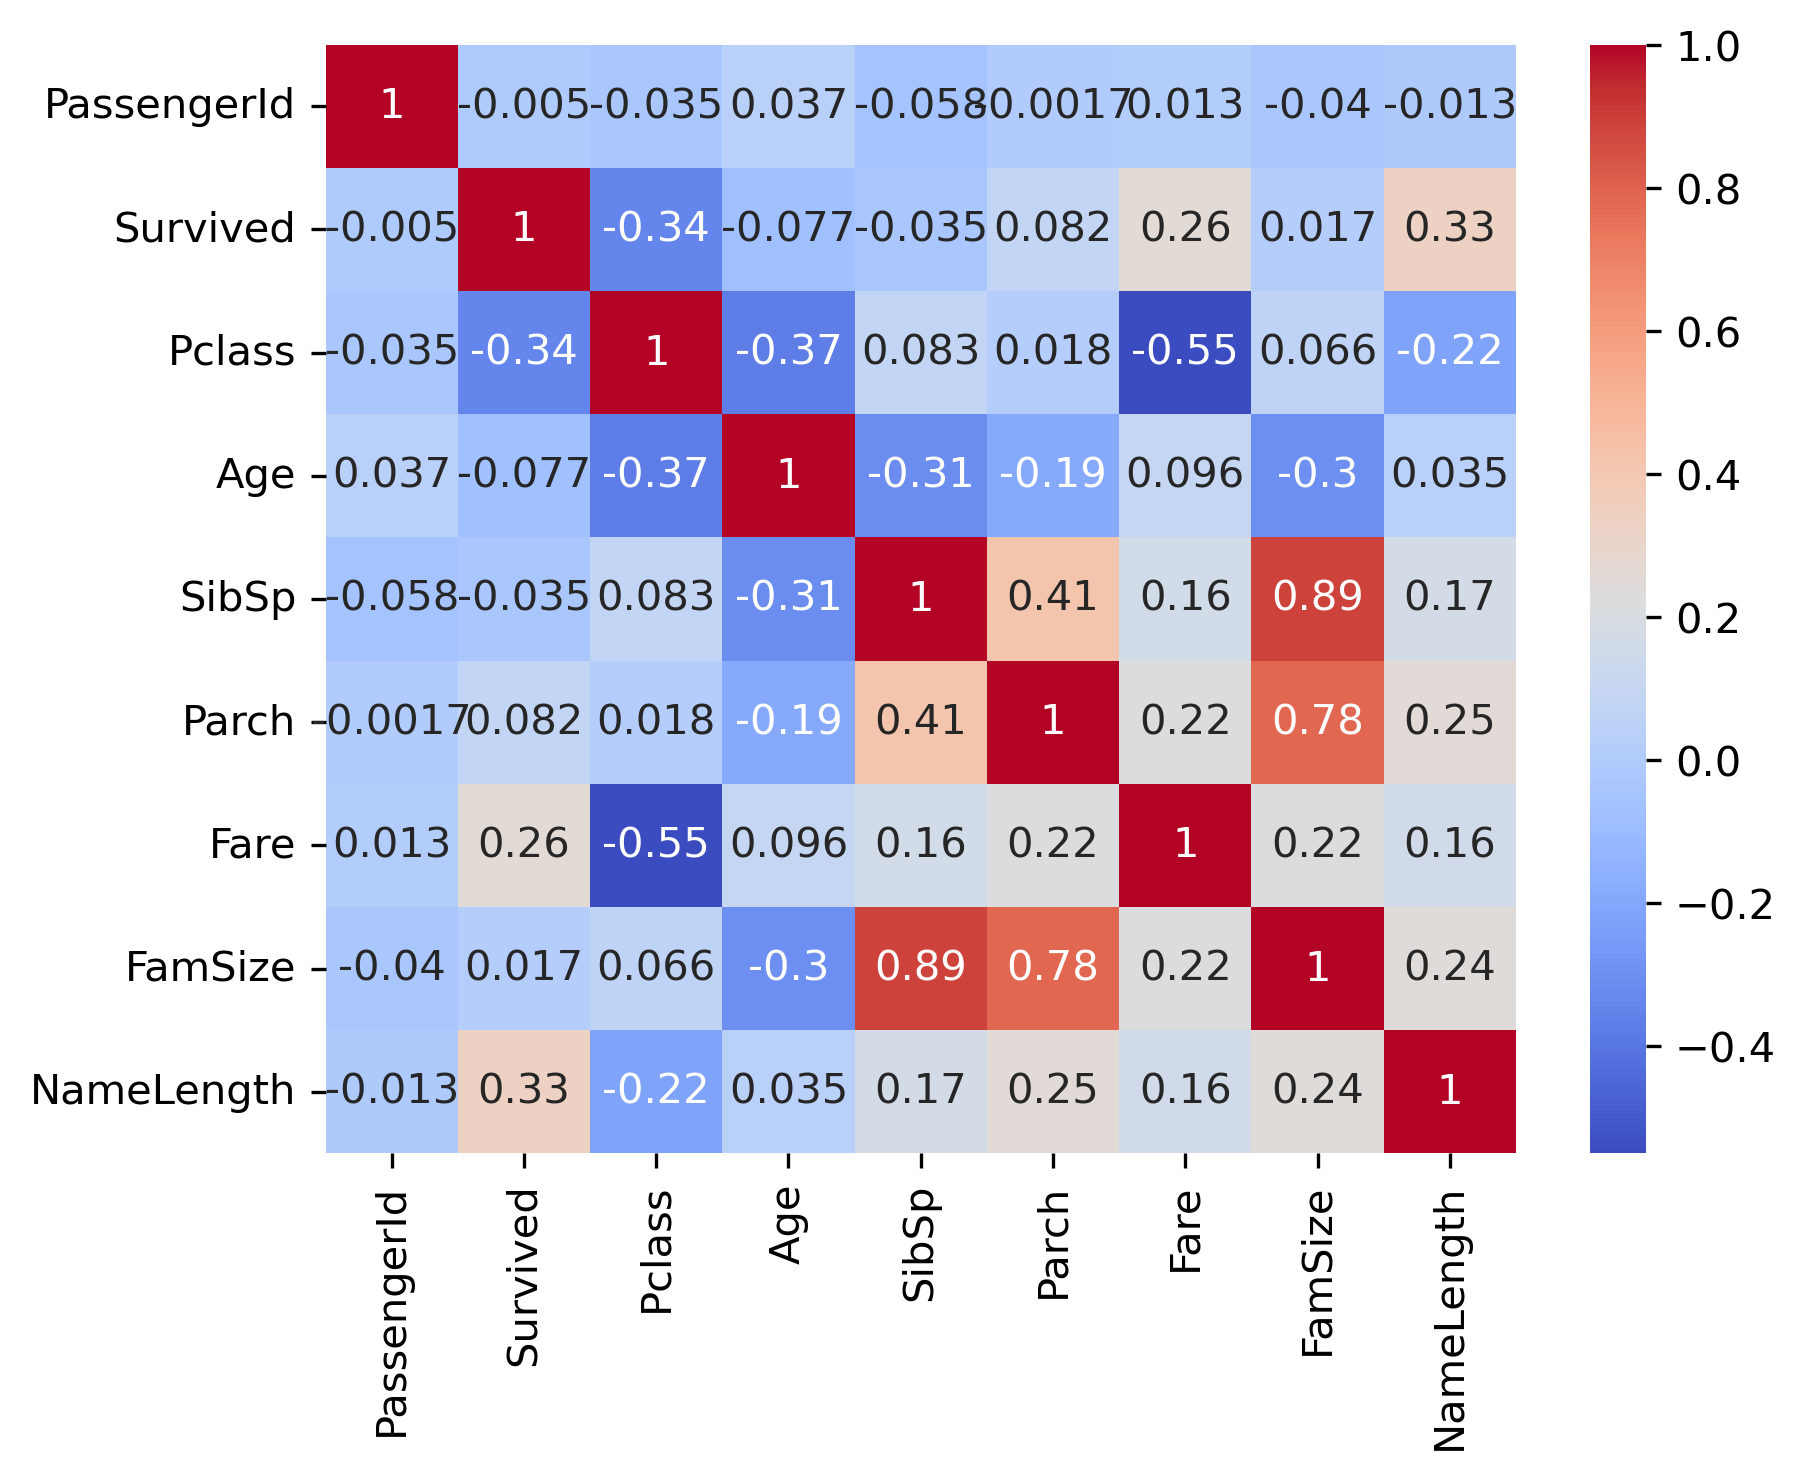 PassengerId 1 -0.005 -0.035 0.037 -0.058 -0.0017 0.013 -0.04 -0.013
Survived -0.005 1 -0.34 -0.077 -0.035 0.082 0.26 0.017 0.33
Pclass -0.035 -0.34 1 -0.37 0.083 0.018 -0.55 0.066 -0.22
Age 0.037 -0.077 -0.37 1 -0.31 -0.19 0.096 -0.3 0.035
SibSp -0.058 -0.035 0.083 -0.31 1 0.41 0.16 0.89 0.17
Parch -0.0017 0.082 0.018 -0.19 0.41 1 0.22 0.78 0.25
Fare 0.013 0.26 -0.55 0.096 0.16 0.22 1 0.22 0.16
FamSize -0.04 0.017 0.066 -0.3 0.89 0.78 0.22 1 0.24
NameLength -0.013 0.33 -0.22 0.035 0.17 0.25 0.16 0.24 1
PassengerId Survived Pclass Age SibSp Parch Fare FamSize NameLength
1.0
0.8
0.6
0.4
0.2
0.0
−0.2
−0.4